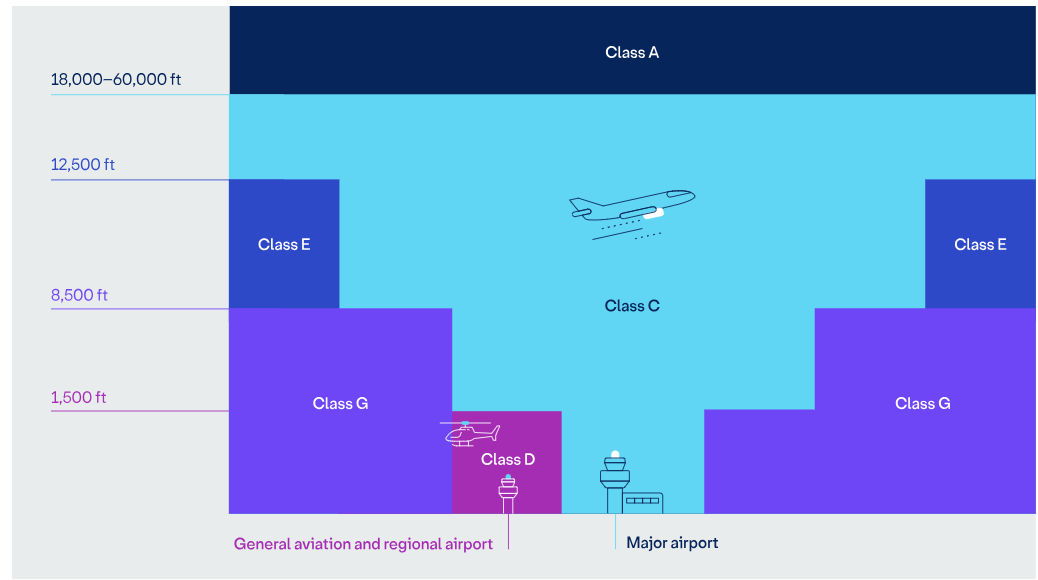 Class A
18,000–60,000 ft
12,500 ft
Class E
Class E
8,500 ft
Class C
1,500 ft
Class G
Class G
Class D
General aviation and regional airport
Major airport